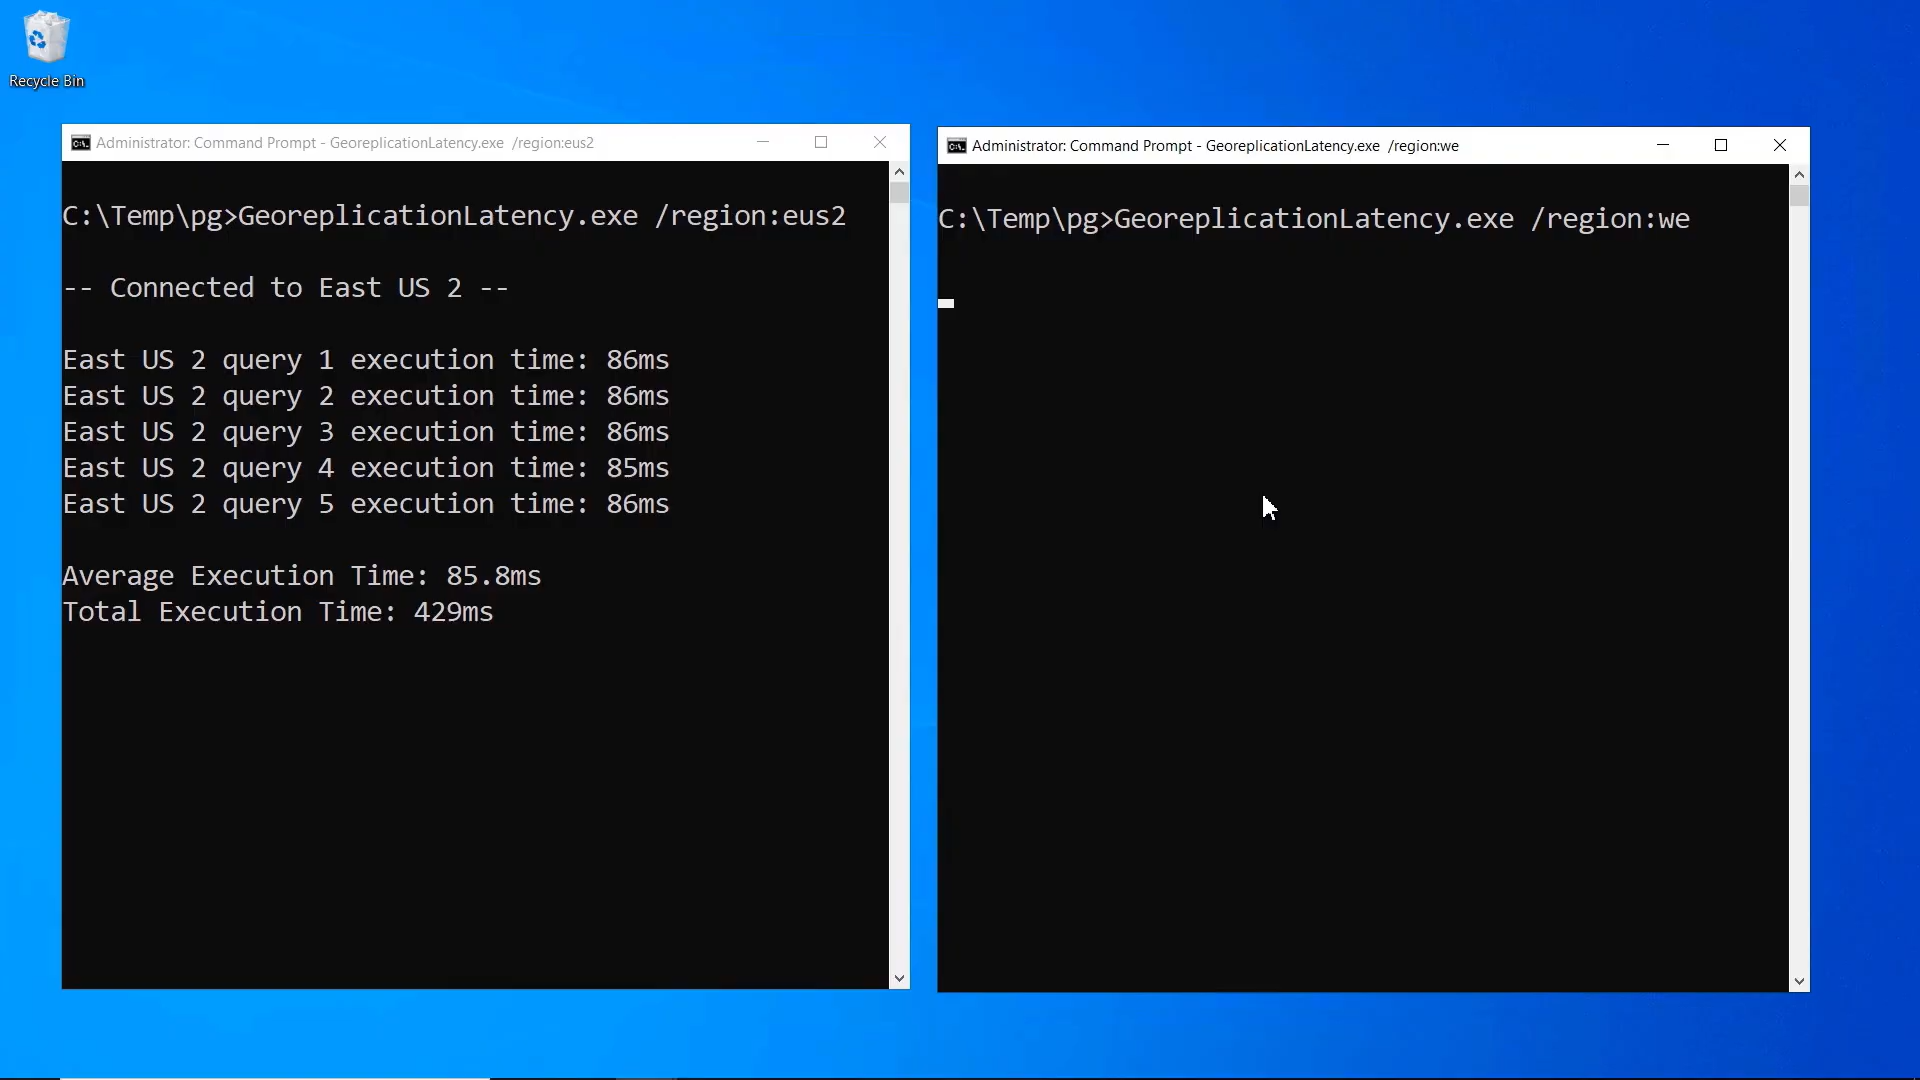 Recycle Bin
Administrator: Command Prompt - GeoreplicationLatency.exe /region:eus2
C:\Temp\pg>GeoreplicationLatency.exe /region:eus2
-- Connected to East US 2 --
East US 2 query 1 execution time: 86ms
East US 2 query 2 execution time: 86ms
East US 2 query 3 execution time: 86ms
East US 2 query 4 execution time: 85ms
East US 2 query 5 execution time: 86ms
Average Execution Time: 85.8ms
Total Execution Time: 429ms
Administrator: Command Prompt - GeoreplicationLatency.exe /region:we
C:\Temp\pg>GeoreplicationLatency.exe /region:we